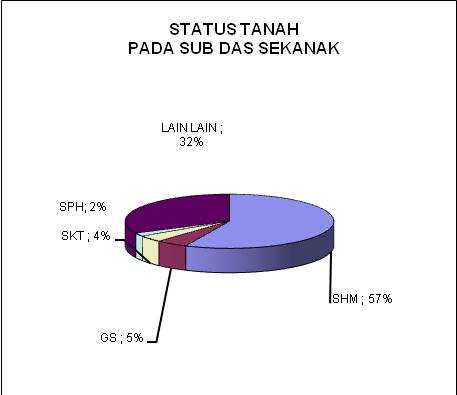 STATUS TANAH
PADA SUB DAS SEKANAK
LAIN LAIN ;
32%
SPH; 2%
SKT ; 4%
SHM ; 57%
GS ; 5%